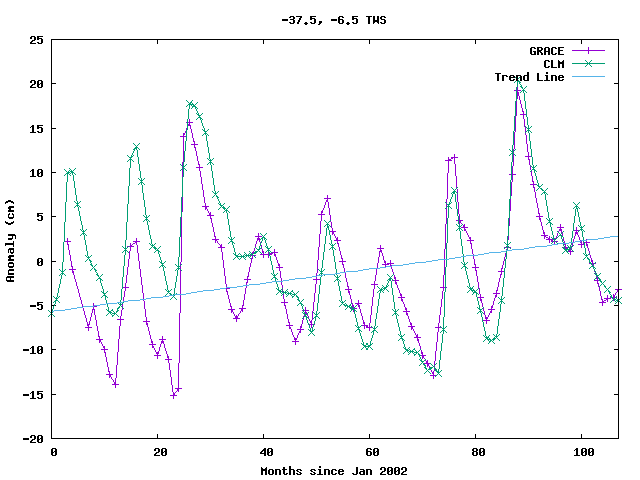 -37.5, -6.5 TWS
GRACE
CLM
Trend Line
25
20
15
10
5
0
-5
-10
-15
-20
Anomaly (cm)
0 20 40 60 80 100
Months since Jan 2002